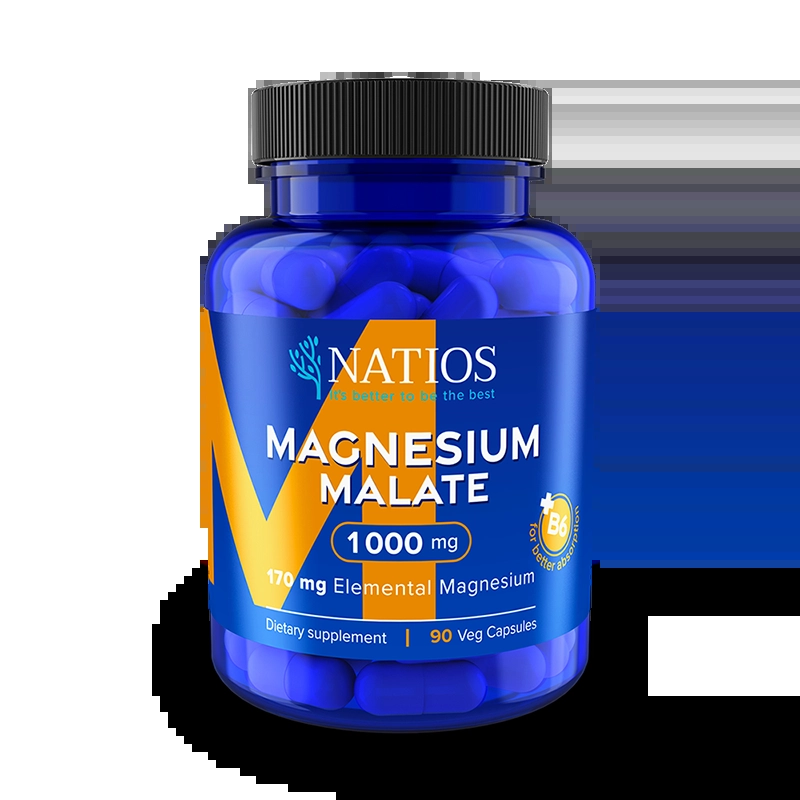 NATIOS
It's better to be the best
MAGNESIUM
MALATE
1000 mg
170 mg Elemental Magnesium
+B6
for better absorption
Dietary supplement | 90 Veg Capsules